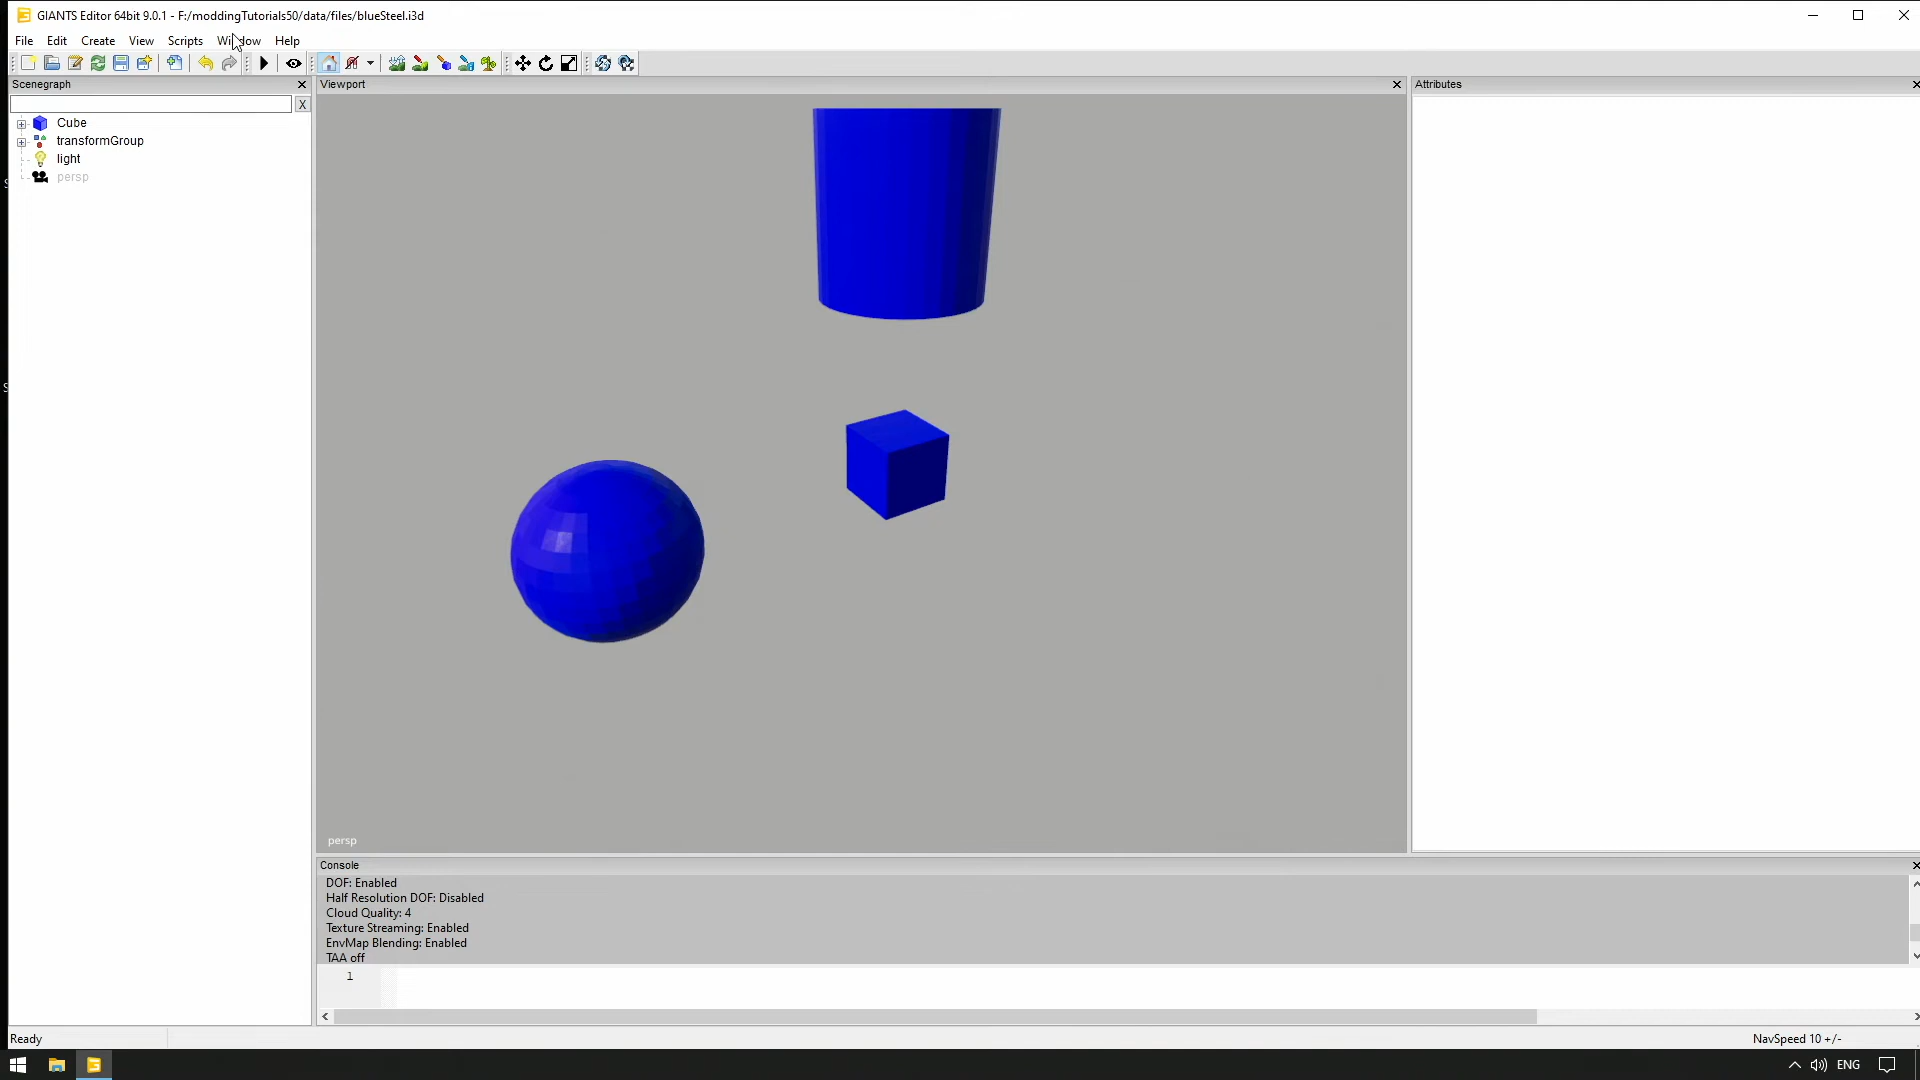 GIANTS Editor 64bit 9.0.1 - F:/moddingTutorials50/data/files/blueSteel.i3d
File Edit Create View Scripts Window Help
Scenegraph
Viewport
Attributes
X
Cube
transformGroup
light
persp
persp
Console
DOF: Enabled
Half Resolution DOF: Disabled
Cloud Quality: 4
Texture Streaming: Enabled
EnvMap Blending: Enabled
TAA off
1
Ready
NavSpeed 10 +/-
ENG